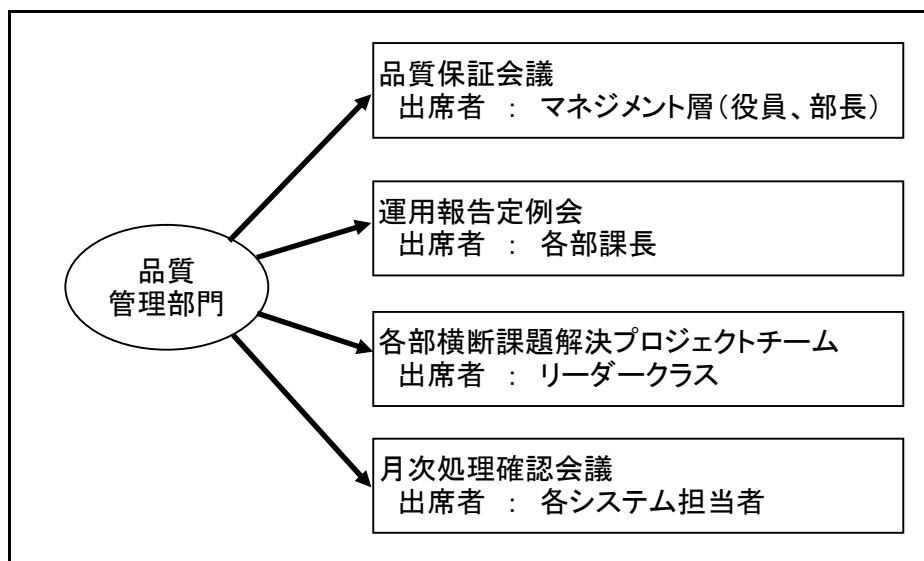 品質保証会議
出席者 ： マネジメント層（役員、部長）
運用報告定例会
出席者 ： 各部課長
品質
管理部門
各部横断課題解決プロジェクトチーム
出席者 ： リーダークラス
月次処理確認会議
出席者 ： 各システム担当者